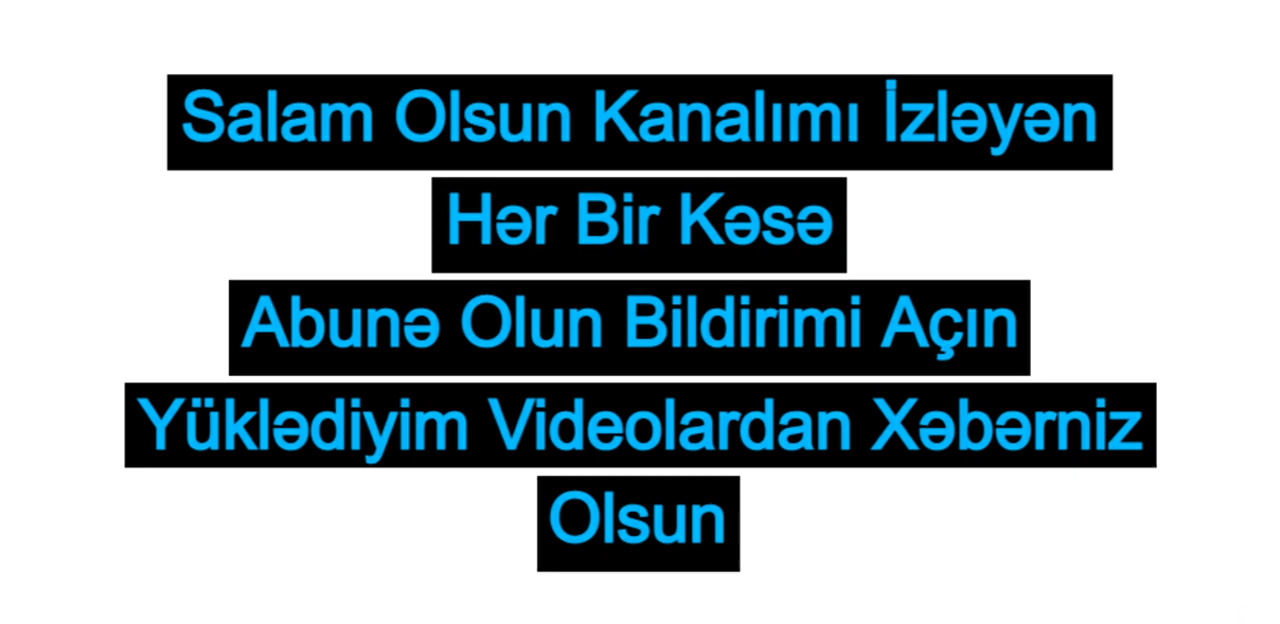 Salam Olsun Kanalımı İzləyən
Hər Bir Kəsə
Abunə Olun Bildirimi Açın
Yüklədiyim Videolardan Xəbərniz
Olsun